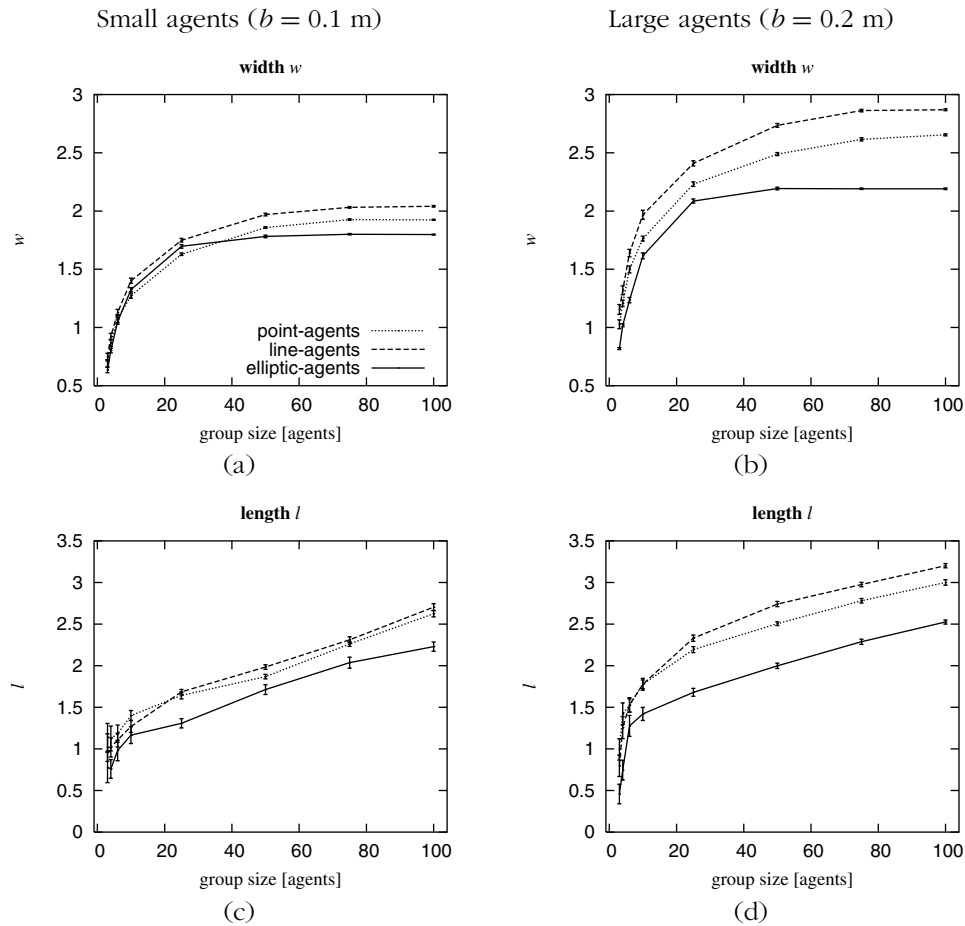 Small agents (b = 0.1 m)
Large agents (b = 0.2 m)
width w
3
2.5
2
1.5
1
0.5
w
point-agents
line-agents
elliptic-agents
0 20 40 60 80 100
group size [agents]
(a)
width w
3
2.5
2
1.5
1
0.5
w
0 20 40 60 80 100
group size [agents]
(b)
length l
3.5
3
2.5
2
1.5
1
0.5
0
l
0 20 40 60 80 100
group size [agents]
(c)
length l
3.5
3
2.5
2
1.5
1
0.5
0
l
0 20 40 60 80 100
group size [agents]
(d)